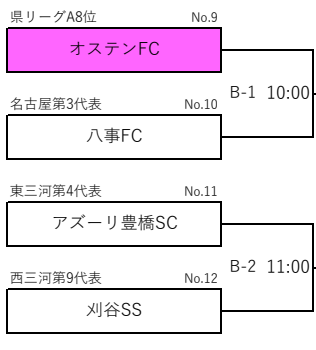 県リーグA8位 No.9
オステンFC
B-1 10:00
名古屋第3代表 No.10
八事FC
東三河第4代表 No.11
アズーリ豊橋SC
B-2 11:00
西三河第9代表 No.12
刈谷SS